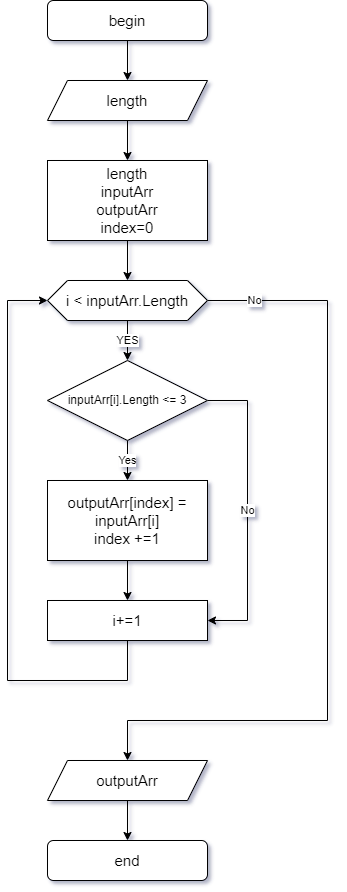 begin
length
length
inputArr
outputArr
index=0
i < inputArr.Length
No
YES
inputArr[i].Length <= 3
Yes
outputArr[index] =
inputArr[i]
index +=1
No
i+=1
outputArr
end